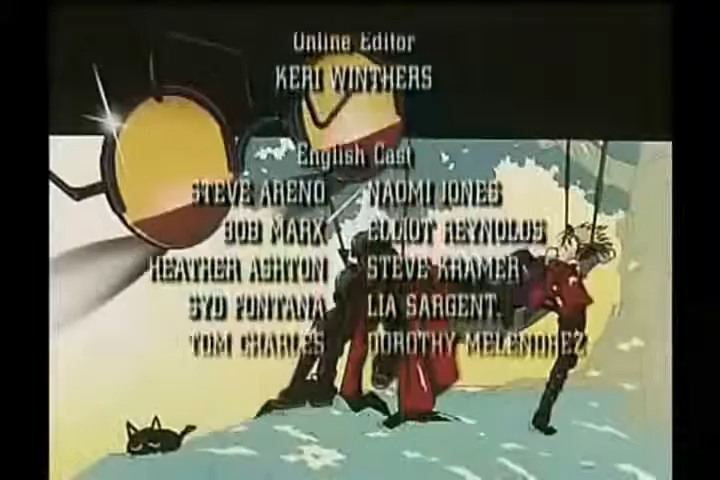 Online Editor
KERI WINTHERS
English Cast
STEVE ARENO NAOMI JONES
BOB MARX ELLIOT REYNOLDS
HEATHER ASHTON STEVE KRAMER
SYD FONTANA LIA SARGENT
TOM CHARLES DOROTHY MELENDREZ